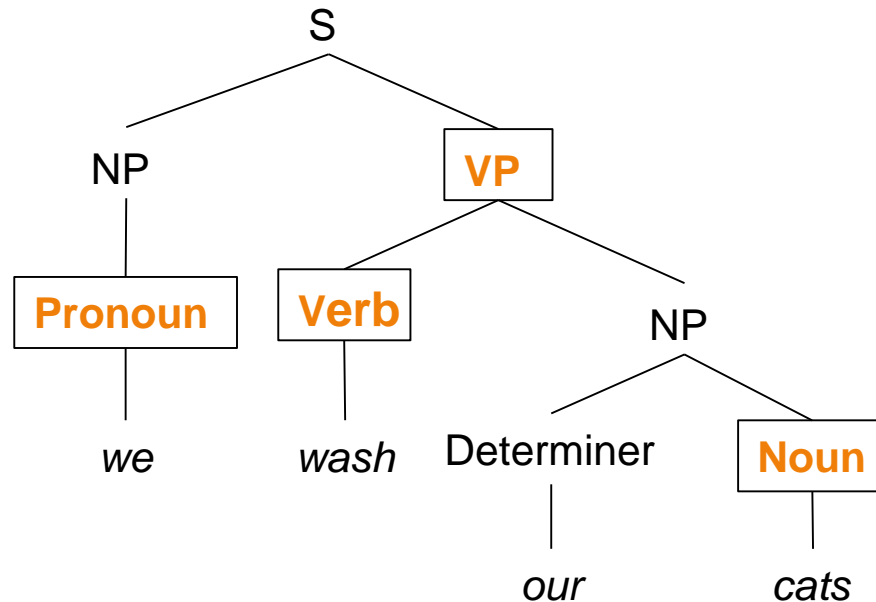 S
NP
VP
Pronoun
Verb
NP
we
wash
Determiner
Noun
our
cats